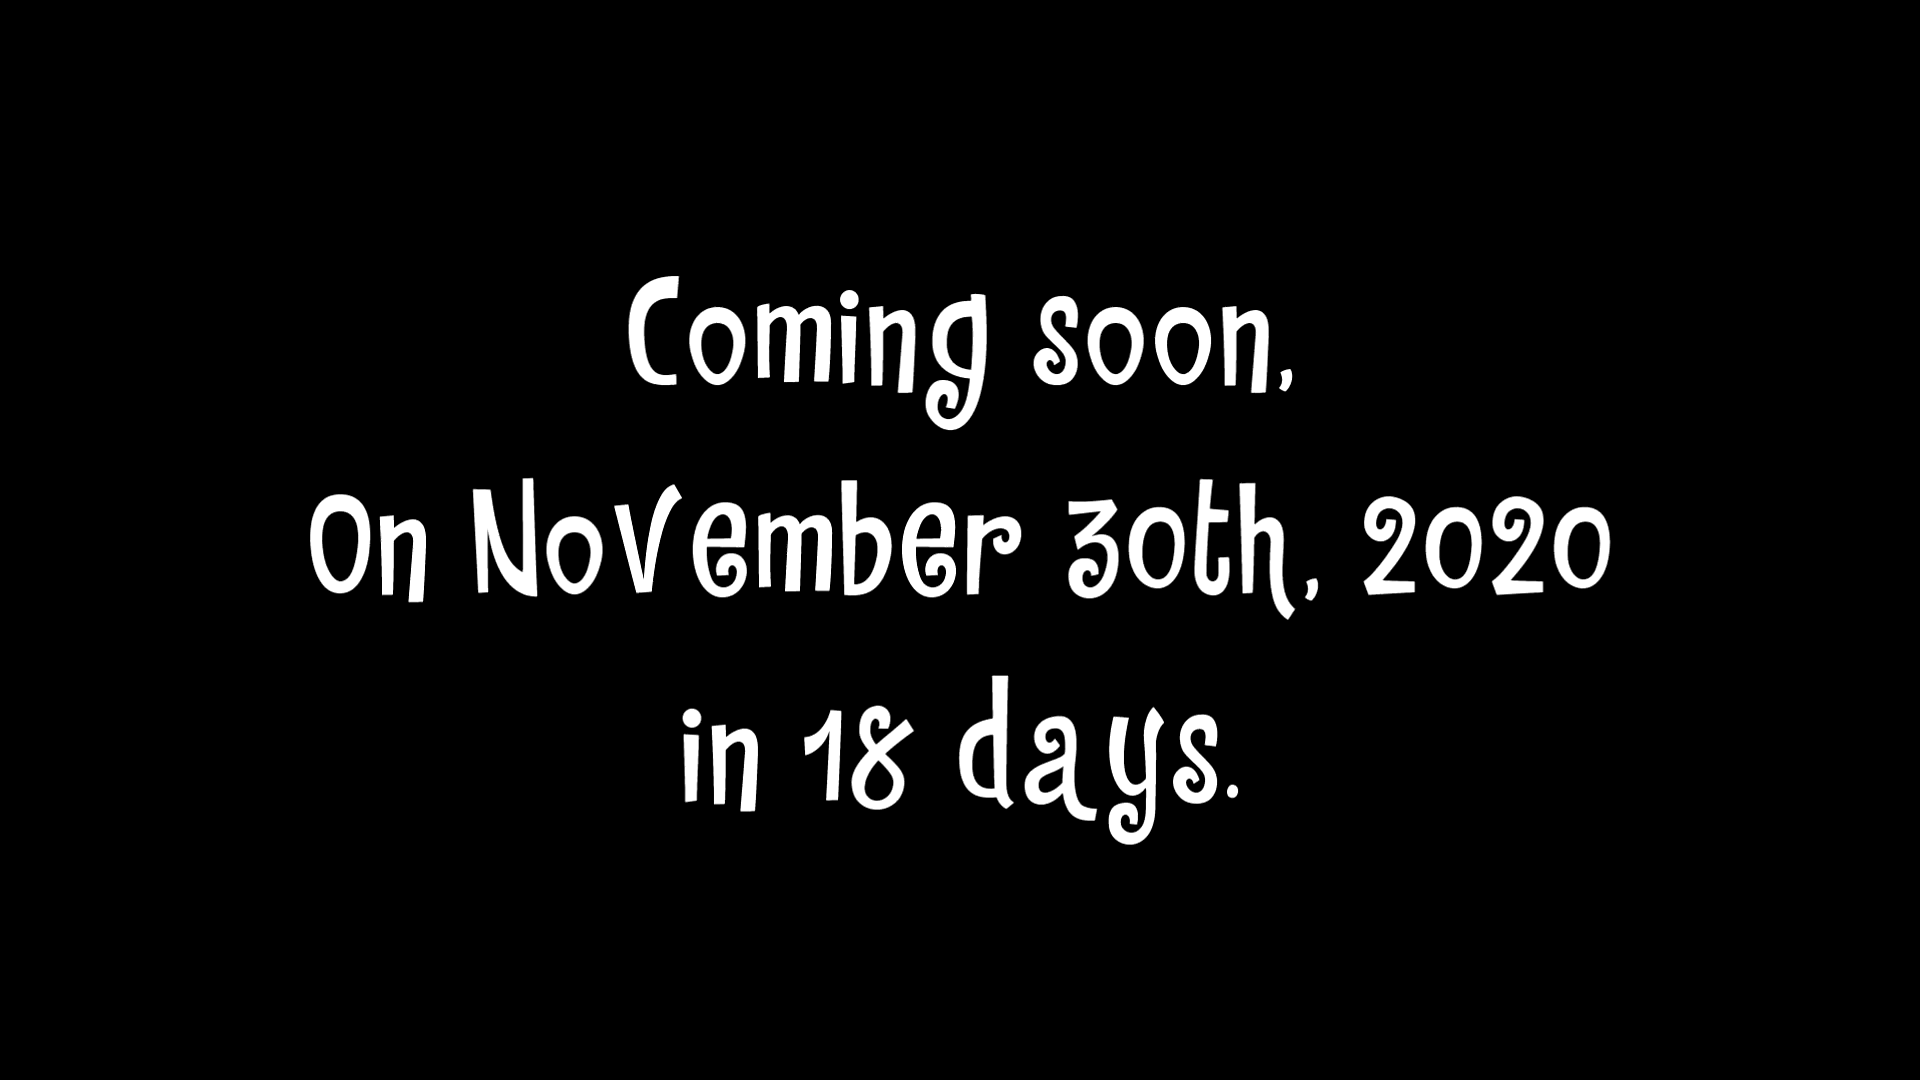 Coming soon,
On November 30th, 2020
in 18 days.